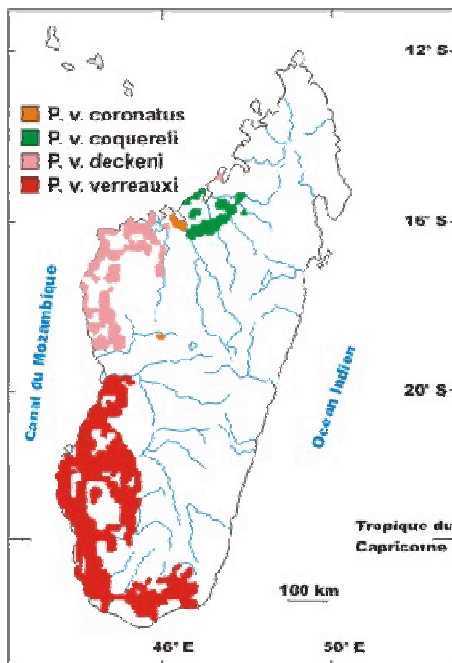 12° S
P. v. coronatus
P. v. coquereli
P. v. deckeni
P. v. verreauxi
16° S
Canal du Mozambique
20° S
Ocean Indien
Tropique du
Capricorne
100 km
46° E
50° E